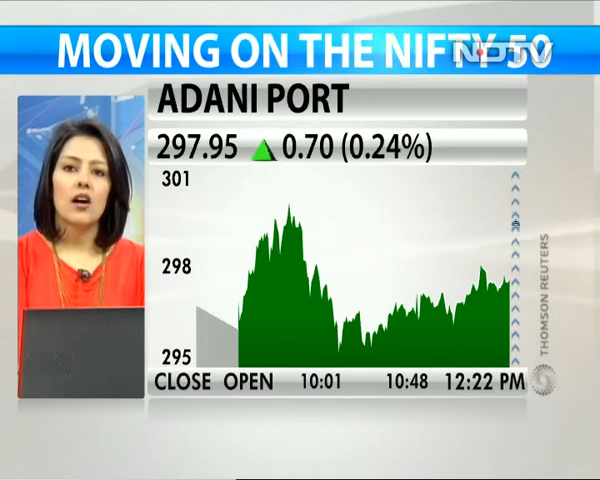 MOVING ON THE NIFTY 50
NDTV
ADANI PORT
297.95 ▲ 0.70 (0.24%)
301
298
295
CLOSE OPEN 10:01 10:48 12:22 PM
THOMSON REUTERS